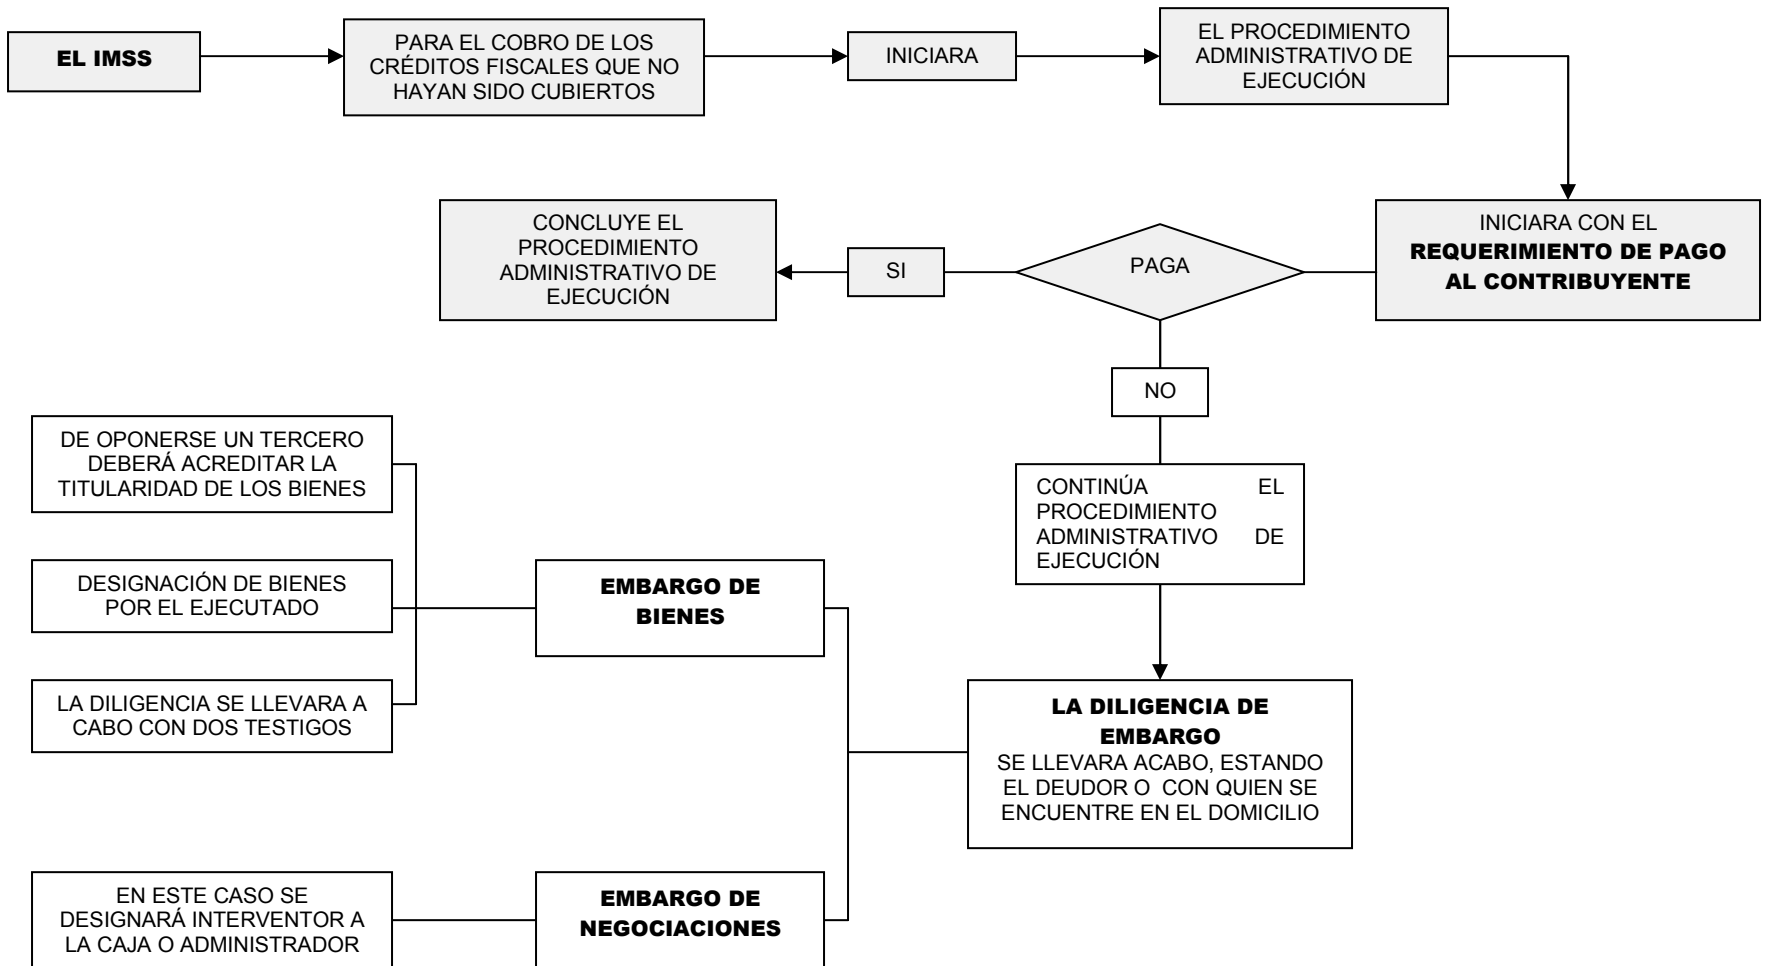 EL IMSS
PARA EL COBRO DE LOS
CRÉDITOS FISCALES QUE NO
HAYAN SIDO CUBIERTOS
INICIARA
EL PROCEDIMIENTO
ADMINISTRATIVO DE
EJECUCIÓN
INICIARA CON EL
REQUERIMIENTO DE PAGO
AL CONTRIBUYENTE
PAGA
SI
CONCLUYE EL
PROCEDIMIENTO
ADMINISTRATIVO DE
EJECUCIÓN
NO
CONTINÚA EL
PROCEDIMIENTO
ADMINISTRATIVO DE
EJECUCIÓN
LA DILIGENCIA DE
EMBARGO
SE LLEVARA ACABO, ESTANDO
EL DEUDOR O CON QUIEN SE
ENCUENTRE EN EL DOMICILIO
EMBARGO DE
BIENES
DE OPONERSE UN TERCERO
DEBERÁ ACREDITAR LA
TITULARIDAD DE LOS BIENES
DESIGNACIÓN DE BIENES
POR EL EJECUTADO
LA DILIGENCIA SE LLEVARA A
CABO CON DOS TESTIGOS
EMBARGO DE
NEGOCIACIONES
EN ESTE CASO SE
DESIGNARÁ INTERVENTOR A
LA CAJA O ADMINISTRADOR